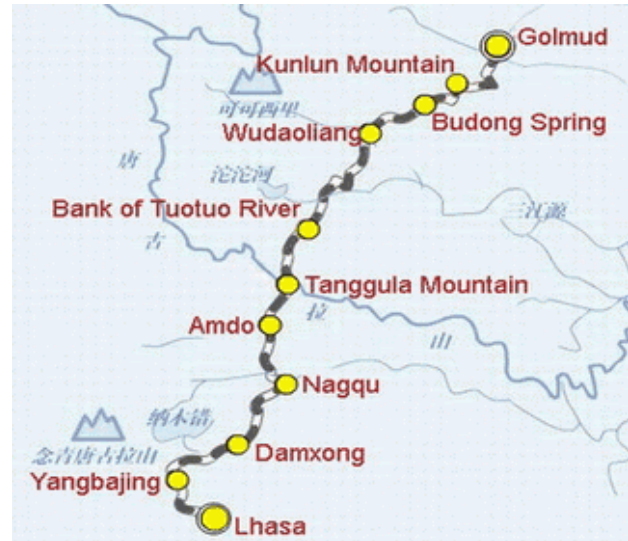 Golmud
Kunlun Mountain
可可西里
Budong Spring
Wudaoliang
唐
沱沱河
三江源
Bank of Tuotuo River
古
Tanggula Mountain
拉
Amdo
山
Nagqu
纳木错
念青唐古拉山
Damxong
Yangbajing
Lhasa